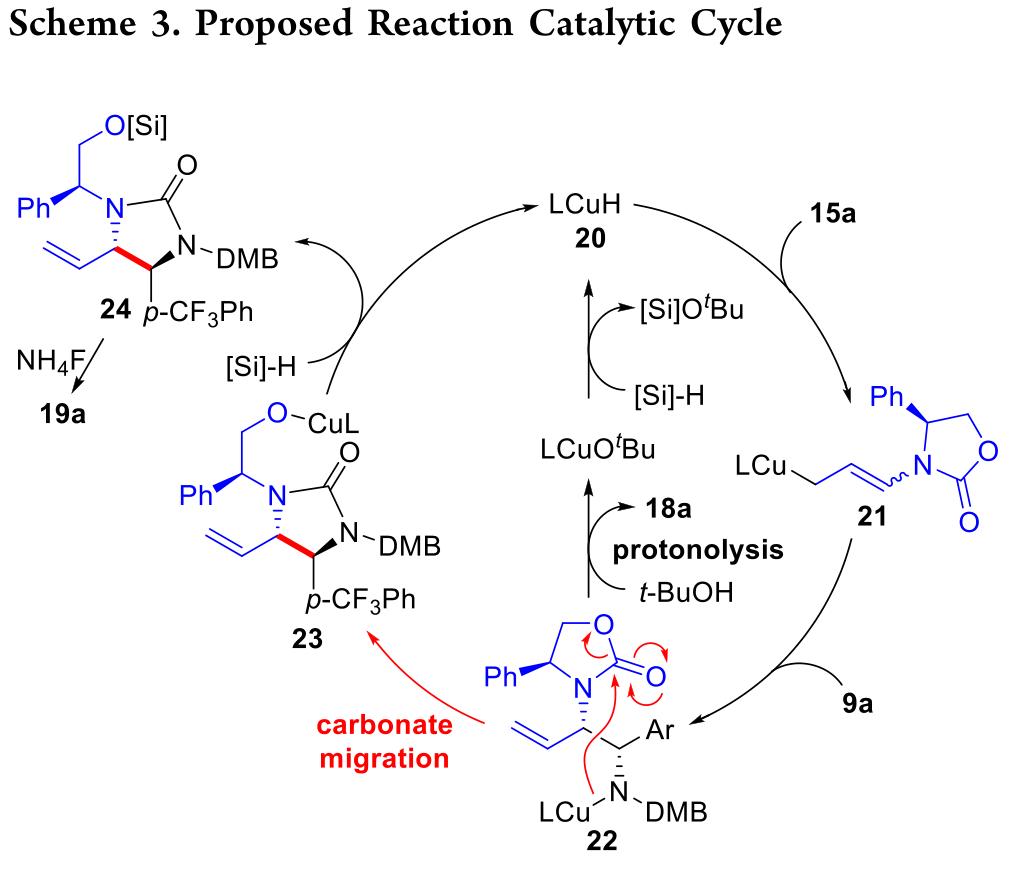 Scheme 3. Proposed Reaction Catalytic Cycle
O[Si]
O
Ph
N
N
DMB
24
p-CF₃Ph
NH₄F
19a
[Si]-H
LCuH
20
15a
[Si]OᵗBu
[Si]-H
LCuOᵗBu
18a
protonolysis
t-BuOH
Ph
O
N
LCu
O
21
9a
O
CuL
O
Ph
N
N
DMB
p-CF₃Ph
23
carbonate
migration
O
Ph
N
O
Ar
N
LCu
DMB
22